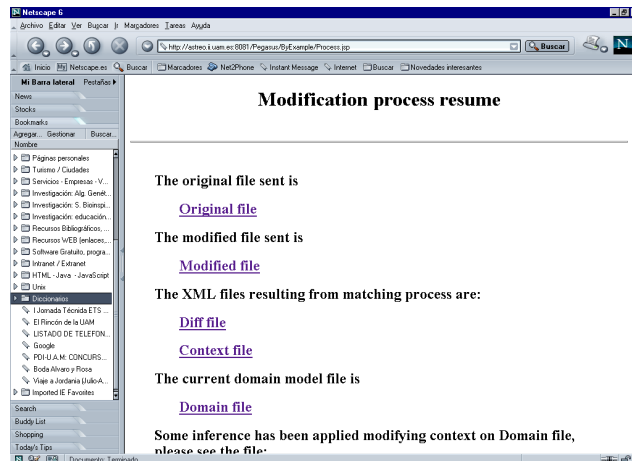 Netscape 6
Archivo Editar Ver Buscar Ir Marcadores Tareas Ayuda
http://astreo.ii.uam.es:8081/Pegasus/ByExample/Process.jsp
Buscar
N
Inicio Netscape.es Buscar Marcadores Net2Phone Instant Message Internet Buscar Novedades interesantes
Mi Barra lateral Pestañas
News
Stocks
Bookmarks
Agregar... Gestionar Buscar...
Nombre
Páginas personales
Turismo / Ciudades
Servicios - Empresas - V...
Investigación: Alg. Genét...
Investigación: S. Bioinspi...
Investigación: educación...
Recursos Bibliográficos, ...
Recursos WEB (enlaces,...
Software Gratuito, progra...
Intranet / Extranet
HTML - Java - JavaScript
Unix
Diccionarios
I Jornada Técnida ETS ...
El Rincón de la UAM
LISTADO DE TELEFON...
Google
PDI-U.A.M: CONCURS...
Boda Alvaro y Rosa
Viaje a Jordania (Julio-A...
Imported IE Favorites
Search
Buddy List
Shopping
Today's Tips
Modification process resume
The original file sent is
Original file
The modified file sent is
Modified file
The XML files resulting from matching process are:
Diff file
Context file
The current domain model file is
Domain file
Some inference has been applied modifying context on Domain file,
please see the file:
Documento: Terminado